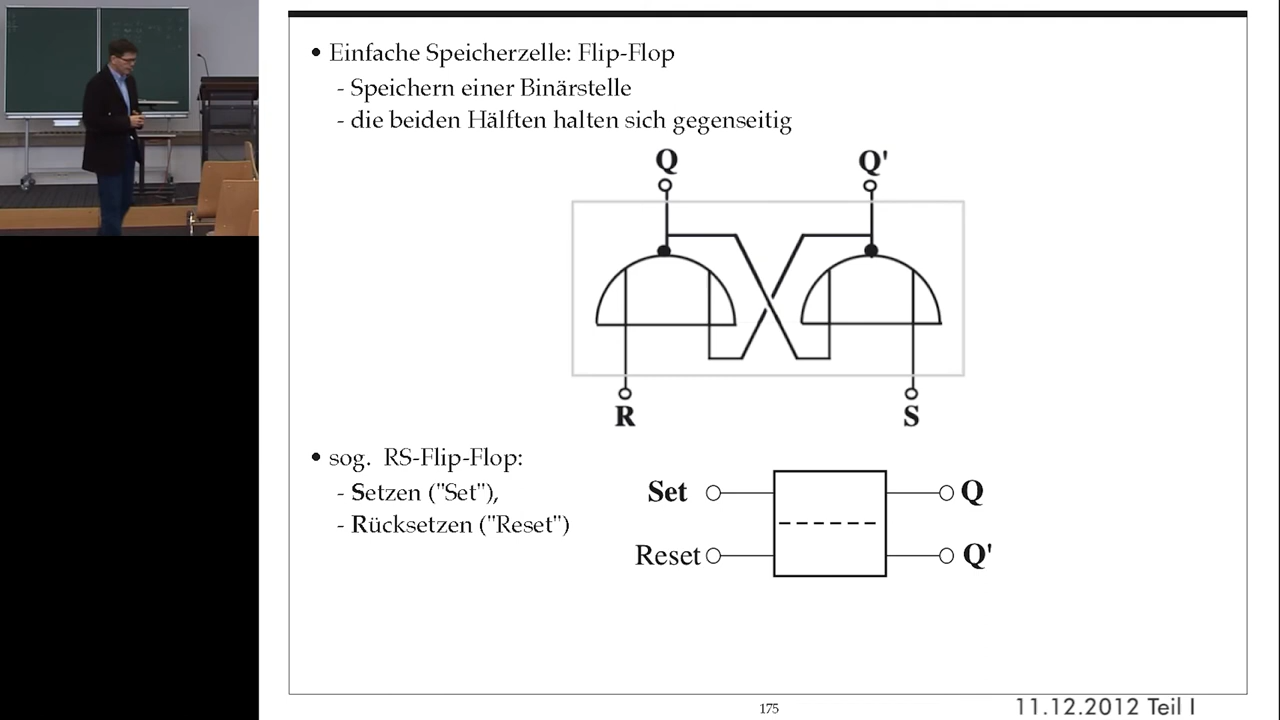 • Einfache Speicherzelle: Flip-Flop
- Speichern einer Binärstelle
- die beiden Hälften halten sich gegenseitig
Q Q'
R S
• sog. RS-Flip-Flop:
- Setzen ("Set"),
- Rücksetzen ("Reset")
Set Q
Reset Q'
175
11.12.2012 Teil I